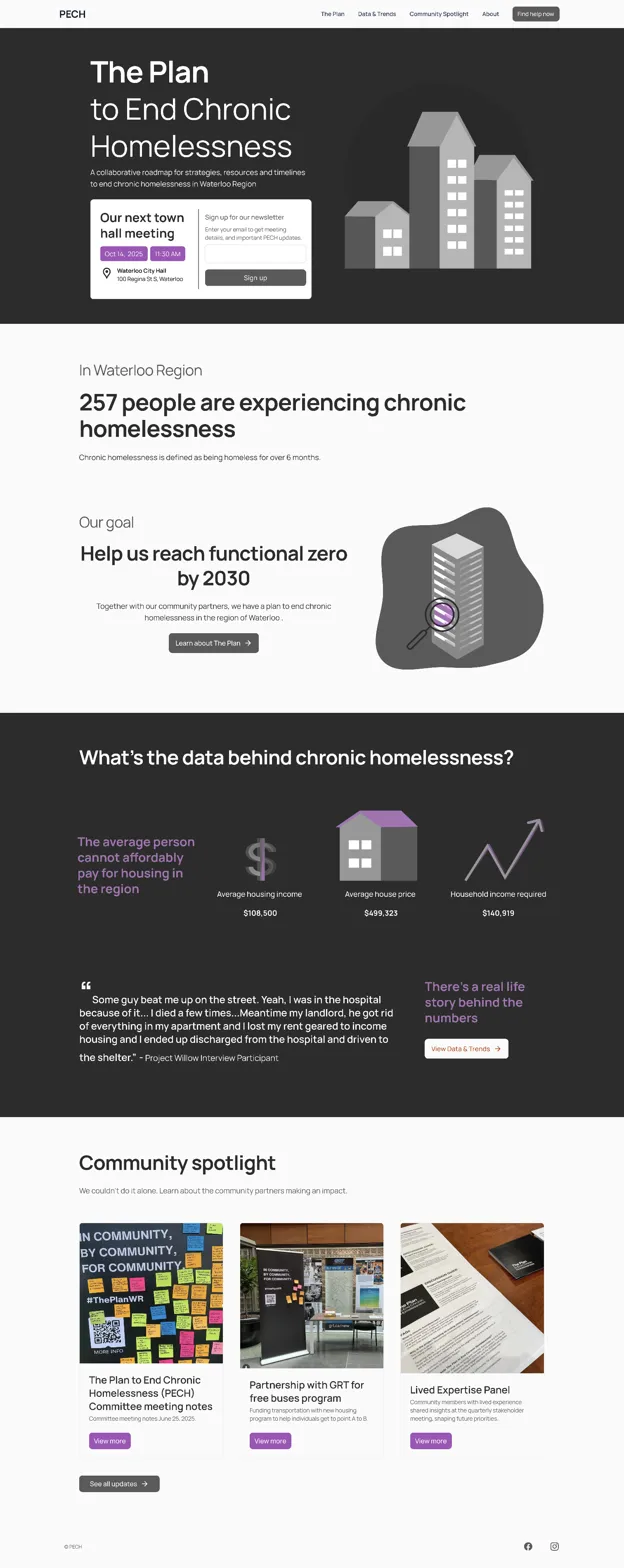 PECH
The Plan
Data & Trends
Community Spotlight
About
Find help now
The Plan
to End Chronic
Homelessness
A collaborative roadmap for strategies, resources and timelines
to end chronic homelessness in Waterloo Region
Our next town
hall meeting
Oct 14, 2025
11:30 AM
Waterloo City Hall
100 Regina St S, Waterloo
Sign up for our newsletter
Enter your email to get meeting
details, and important PECH updates.
Sign up
In Waterloo Region
257 people are experiencing chronic
homelessness
Chronic homelessness is defined as being homeless for over 6 months.
Our goal
Help us reach functional zero
by 2030
Together with our community partners, we have a plan to end chronic
homelessness in the region of Waterloo .
Learn about The Plan →
What's the data behind chronic homelessness?
The average person
cannot affordably
pay for housing in
the region
$
Average housing income
$108,500
Average house price
$499,323
Household income required
$140,919
“
Some guy beat me up on the street. Yeah, I was in the hospital
because of it... I died a few times...Meantime my landlord, he got rid
of everything in my apartment and I lost my rent geared to income
housing and I ended up discharged from the hospital and driven to
the shelter.” - Project Willow Interview Participant
There's a real life
story behind the
numbers
View Data & Trends →
Community spotlight
We couldn't do it alone. Learn about the community partners making an impact.
IN COMMUNITY,
BY COMMUNITY,
FOR COMMUNITY
#ThePlanWR
MORE INFO
The Plan to End Chronic
Homelessness (PECH)
Committee meeting notes
Committee meeting notes June 25, 2025
View more
IN COMMUNITY,
BY COMMUNITY,
FOR COMMUNITY.
Partnership with GRT for
free buses program
Funding transportation with new housing
program to help individuals get to point A to B.
View more
Lived Expertise Panel
Community members with lived experience
shared insights at the quarterly stakeholder
meeting, shaping future priorities.
View more
See all updates →
© PECH